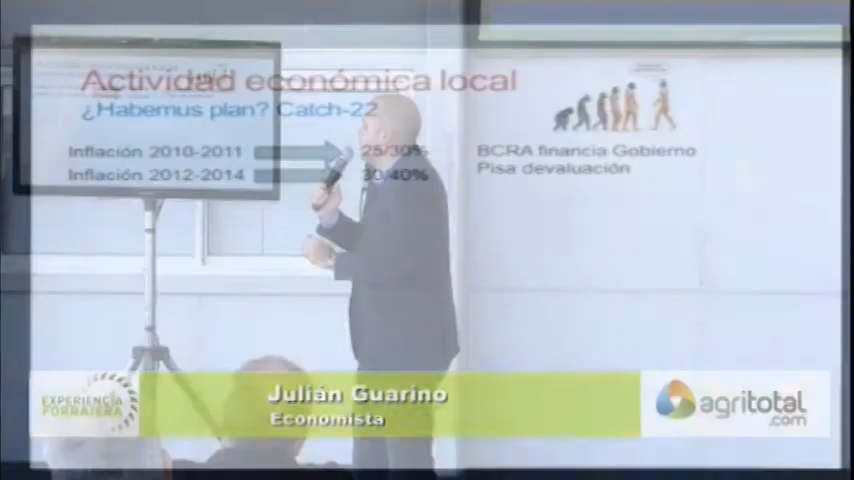 Actividad económica local
¿Habemus plan? Catch-22
Inflación 2010-2011 25/30%
Inflación 2012-2014 30/40%
BCRA financia Gobierno
Pisa devaluación
Julián Guarino
Economista
EXPERIENCIA
FORRAJERA
agritotal
.com